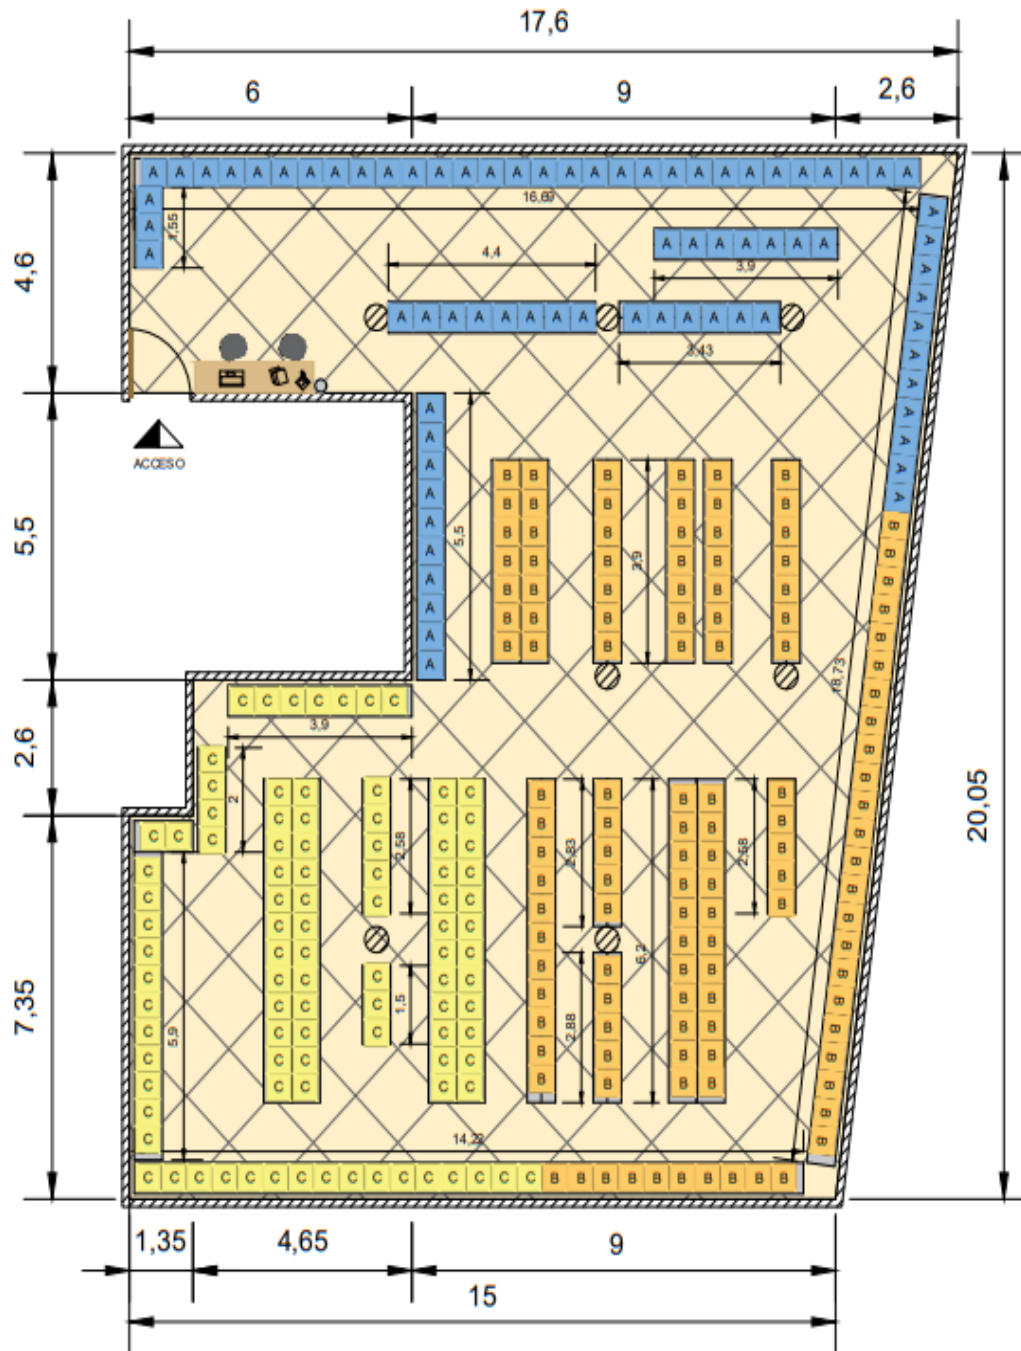 17,6
6 9 2,6
A A A A A A A A A A A A A A A A A A A A A A A A A A A A A A A A
16,69
A A A
1,55
4,6
4,4
A A A A A A A
3,9
A A A A A A A A
A A A A A A
3,43
A A A A A A A A A A A
ACCESO
5,5
A A A A A A A A A A
5,5
B B B B B B B
B B B B B B B
B B B B B B B
3,9
B B B B B B B
B B B B B B B
B B B B B B B
B B B B B B B B B B B B B B B B B B B B B B B
18,73
20,05
2,6
C C C C C C C
3,9
C C C C
2
C C
7,35
C C C C C C C C C C C
5,9
C C C C C C C C C C C C
C C C C C C C C C C C C
C C C C C
2,58
C C C
1,5
C C C C C C C C C C C C
C C C C C C C C C C C C
B B B B B B B B B B B
2,83
B B B B B
2,88
B B B B B
6,2
B B B B B B B B B B B
B B B B B B B B B B B
2,58
B B B B B
14,22
C C C C C C C C C C C C C C C C C B B B B B B B B B B B
1,35 4,65 9
15